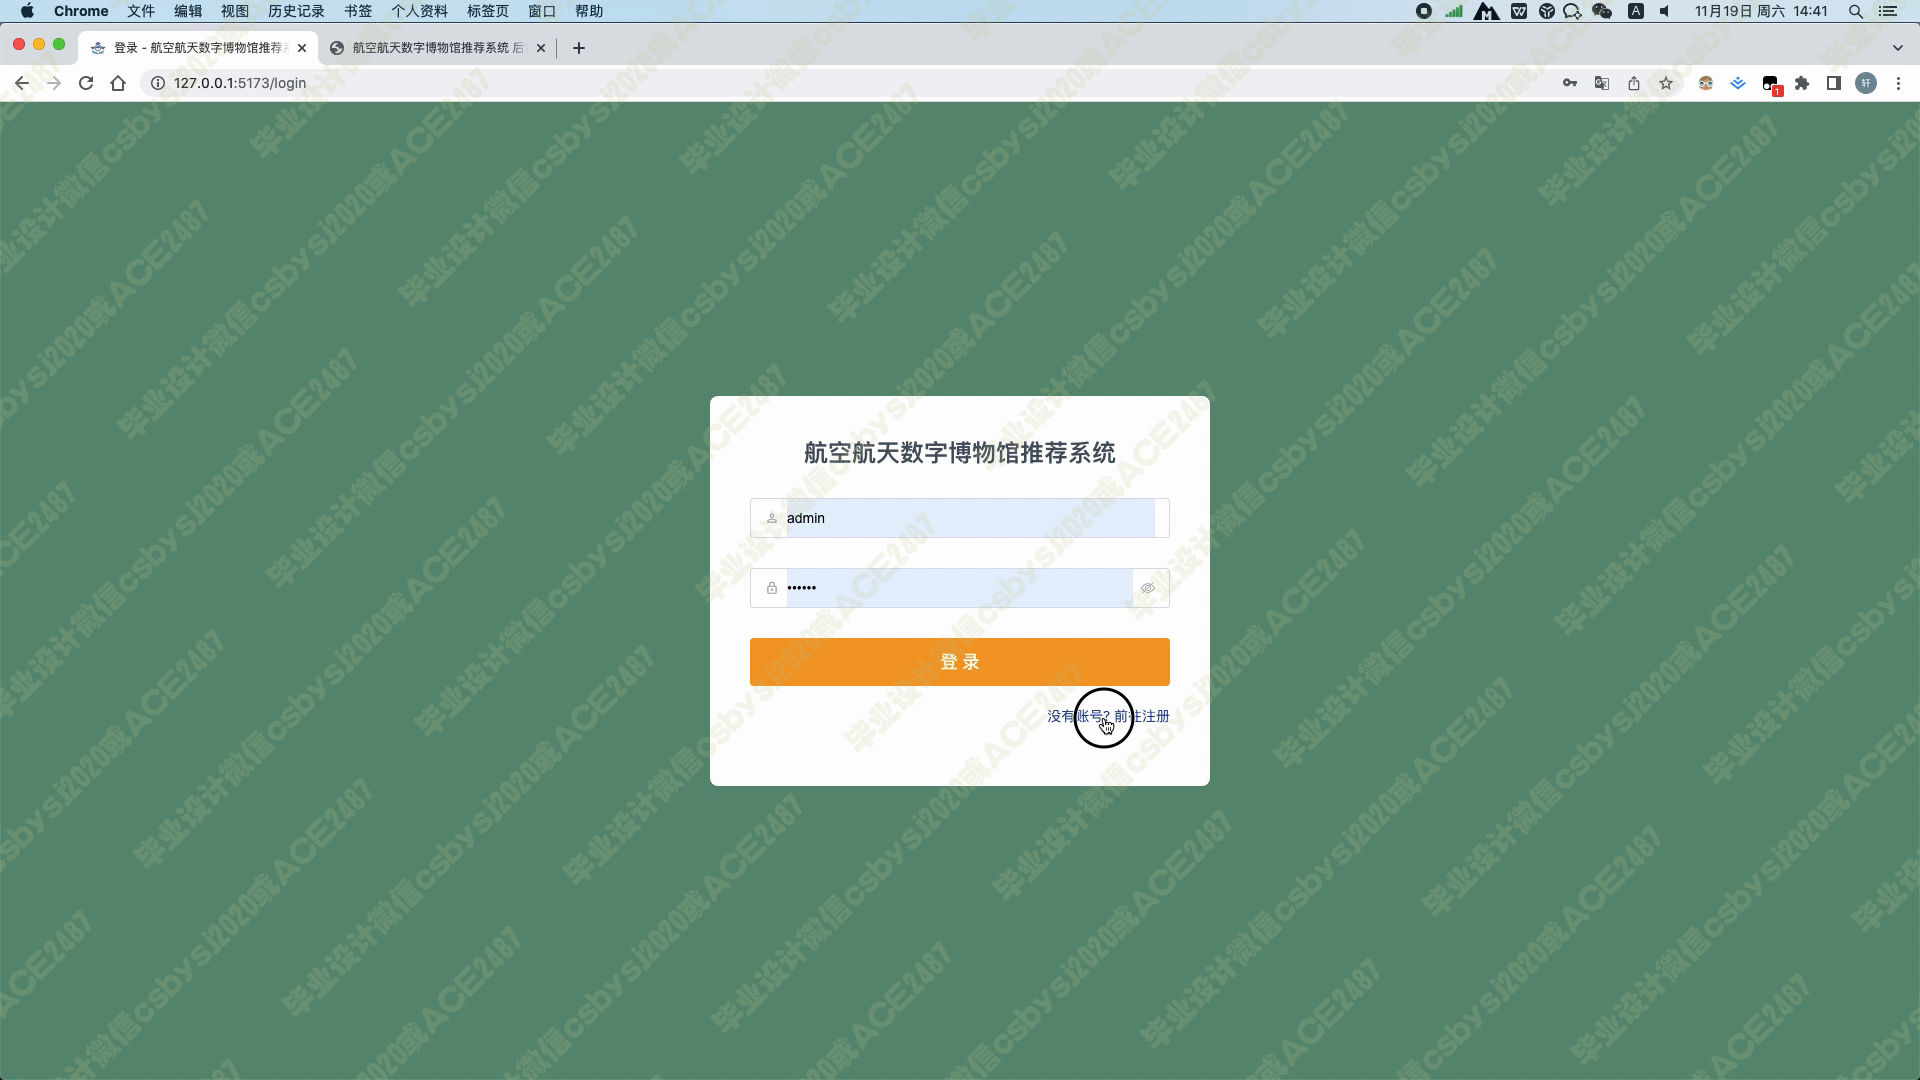 Chrome 文件 编辑 视图 历史记录 书签 个人资料 标签页 窗口 帮助 11月19日 周六 14:41
登录 - 航空航天数字博物馆推荐 航空航天数字博物馆推荐系统 后
127.0.0.1:5173/login
航空航天数字博物馆推荐系统
admin
登 录
没有账号? 前往注册
毕业设计微信csbysj2020或ACE2487